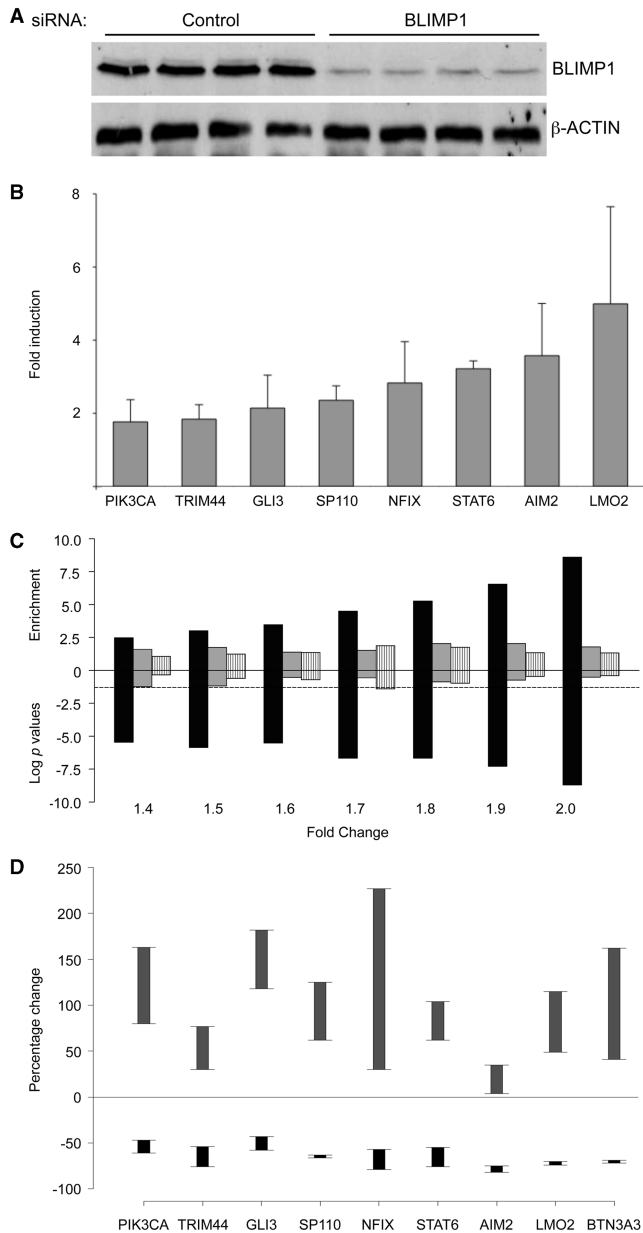 A siRNA: Control BLIMP1
BLIMP1
β-ACTIN
B
Fold induction
8
6
4
2
PIK3CA TRIM44 GLI3 SP110 NFIX STAT6 AIM2 LMO2
C
Enrichment
Log p values
10.0
7.5
5.0
2.5
0
-2.5
-5.0
-7.5
-10.0
1.4 1.5 1.6 1.7 1.8 1.9 2.0
Fold Change
D
Percentage change
250
200
150
100
50
0
-50
-100
PIK3CA TRIM44 GLI3 SP110 NFIX STAT6 AIM2 LMO2 BTN3A3